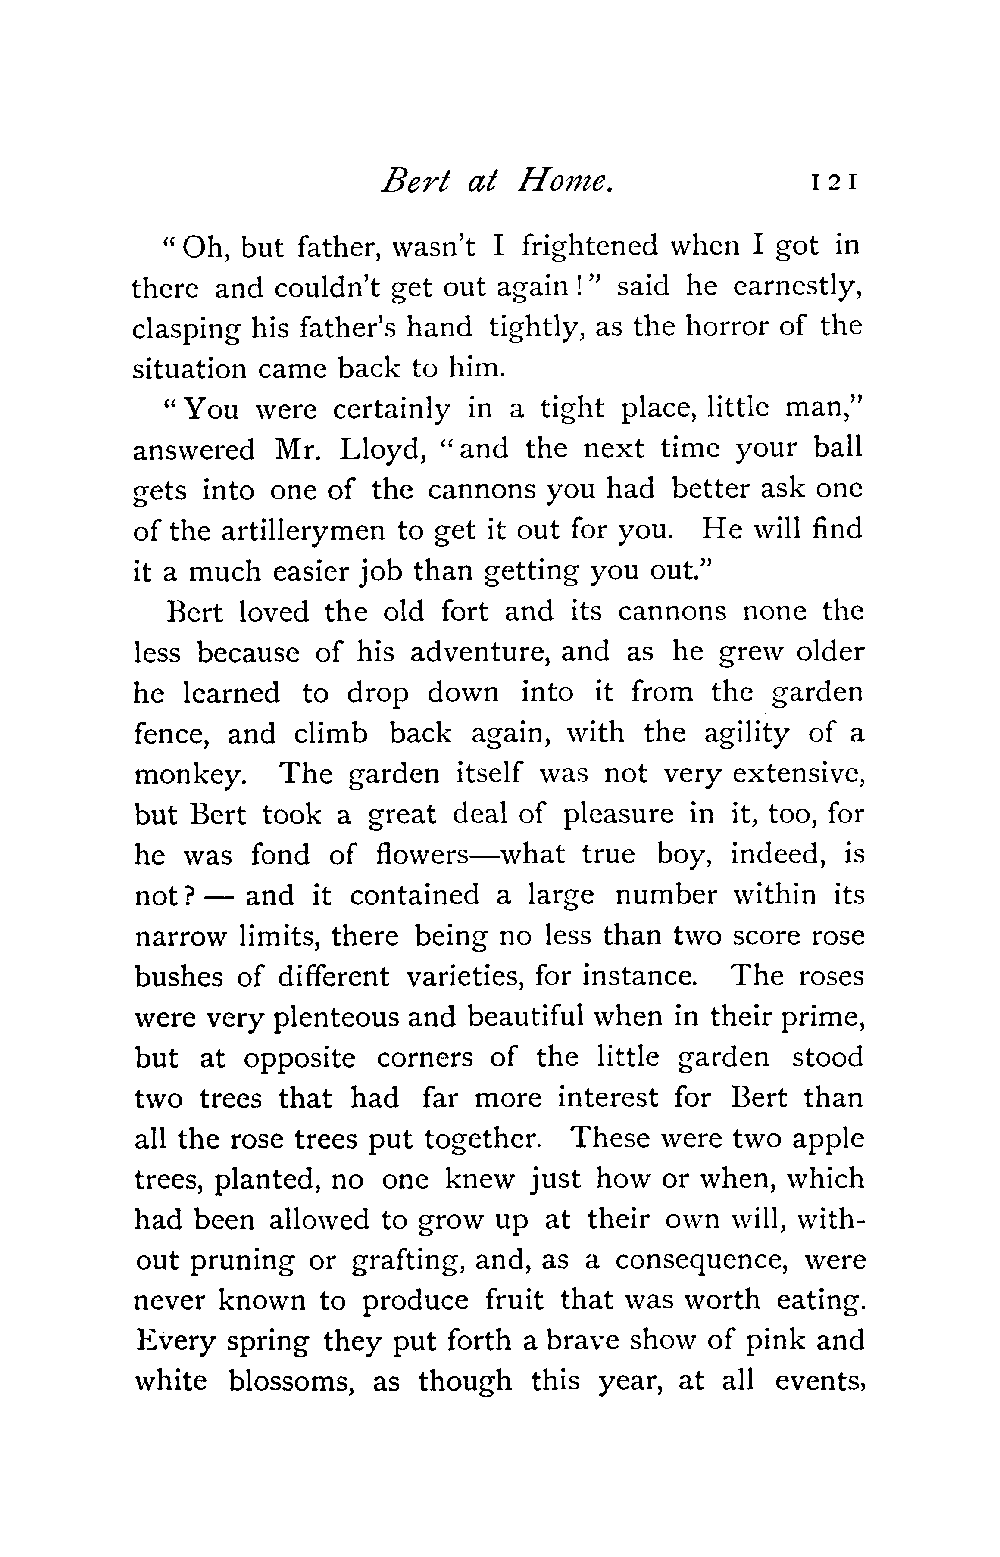 Bert at Home. 121
“Oh, but father, wasn’t I frightened when I got in
there and couldn’t get out again!” said he earnestly,
clasping his father’s hand tightly, as the horror of the
situation came back to him.
“You were certainly in a tight place, little man,”
answered Mr. Lloyd, “and the next time your ball
gets into one of the cannons you had better ask one
of the artillerymen to get it out for you. He will find
it a much easier job than getting you out.”
Bert loved the old fort and its cannons none the
less because of his adventure, and as he grew older
he learned to drop down into it from the garden
fence, and climb back again, with the agility of a
monkey. The garden itself was not very extensive,
but Bert took a great deal of pleasure in it, too, for
he was fond of flowers—what true boy, indeed, is
not?—and it contained a large number within its
narrow limits, there being no less than two score rose
bushes of different varieties, for instance. The roses
were very plenteous and beautiful when in their prime,
but at opposite corners of the little garden stood
two trees that had far more interest for Bert than
all the rose trees put together. These were two apple
trees, planted, no one knew just how or when, which
had been allowed to grow up at their own will, with-
out pruning or grafting, and, as a consequence, were
never known to produce fruit that was worth eating.
Every spring they put forth a brave show of pink and
white blossoms, as though this year, at all events,